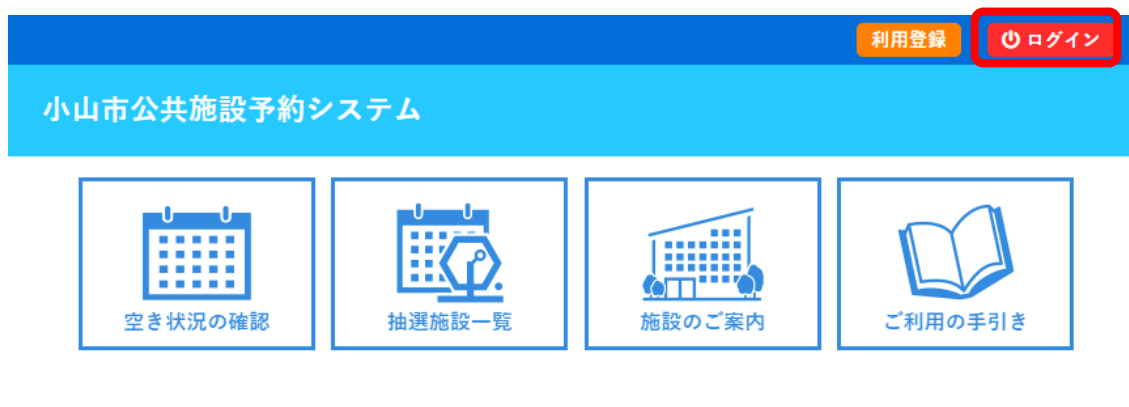 利用登録
ログイン
小山市公共施設予約システム
空き状況の確認
抽選施設一覧
施設のご案内
ご利用の手引き